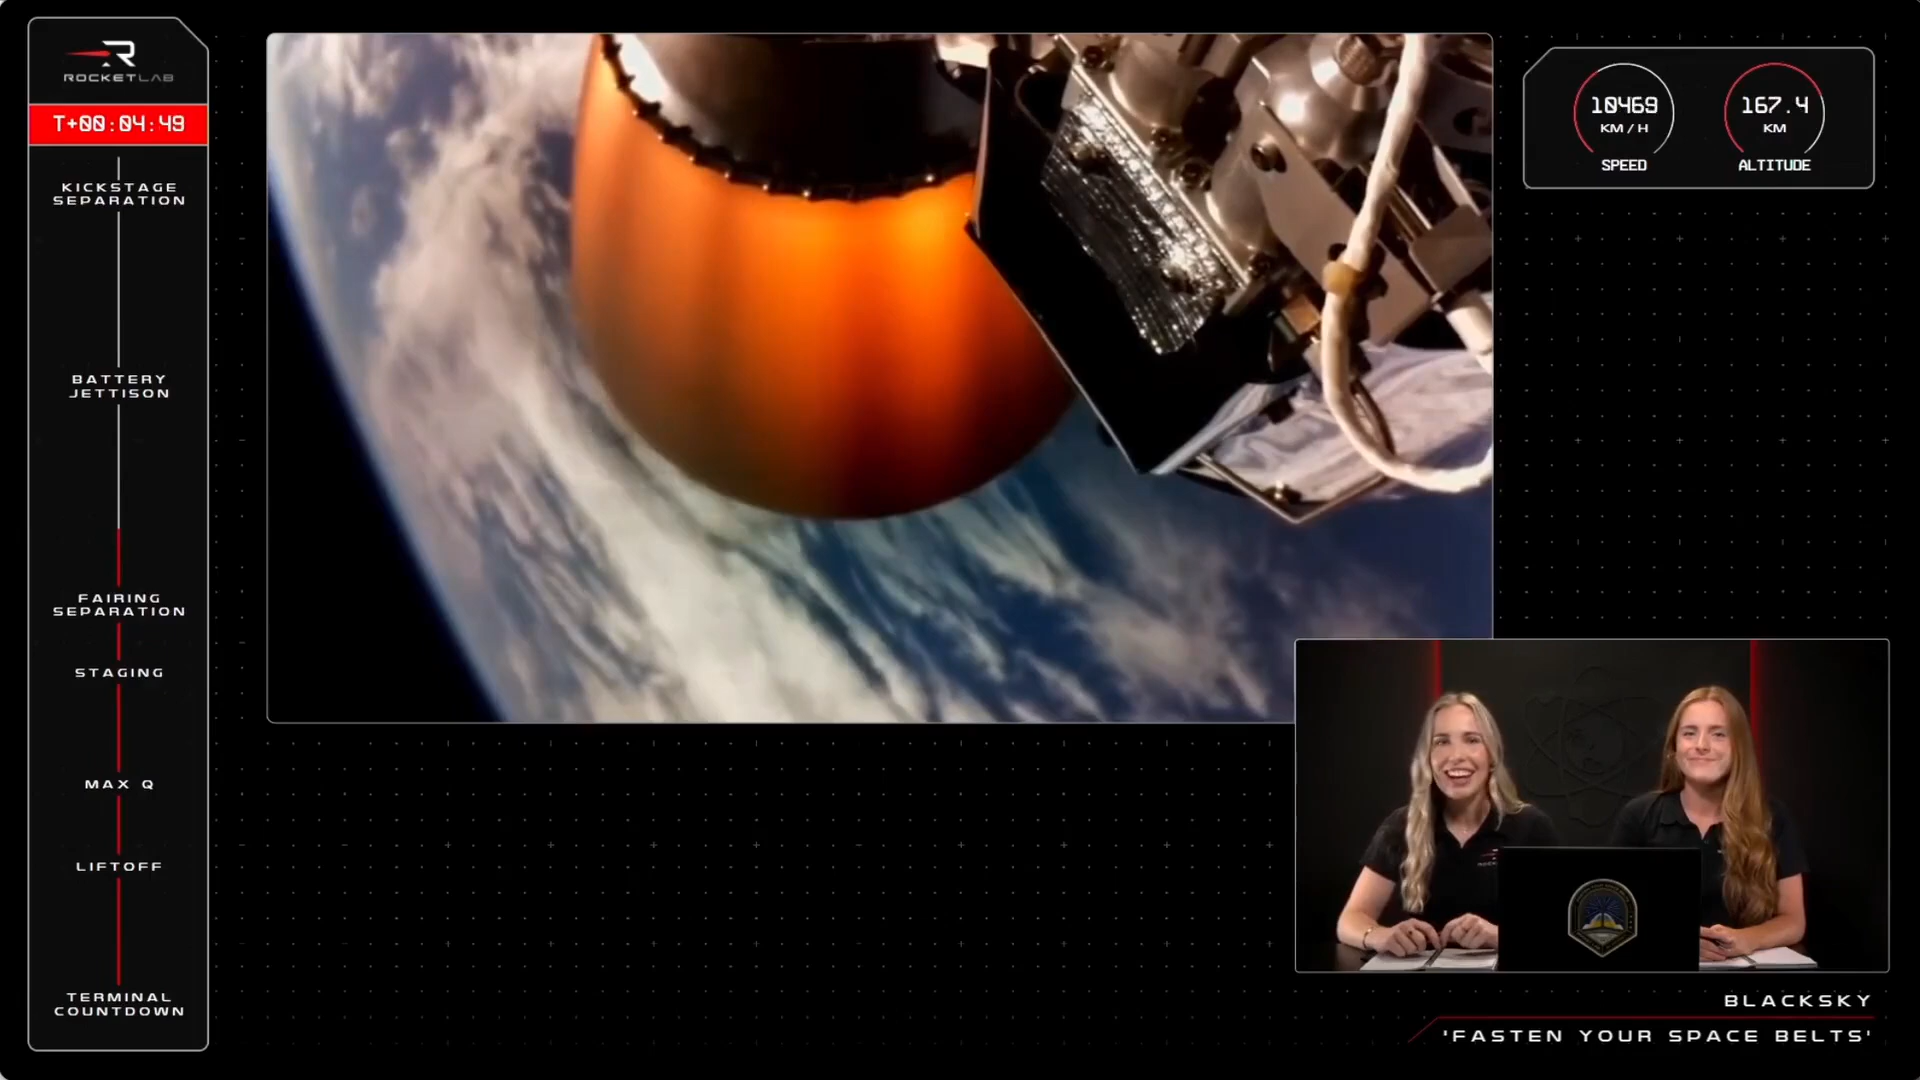 ROCKETLAB
T+00:04:49
KICKSTAGE
SEPARATION
BATTERY
JETTISON
FAIRING
SEPARATION
STAGING
MAX Q
LIFTOFF
TERMINAL
COUNTDOWN
10469
KM/H
SPEED
167.4
KM
ALTITUDE
BLACKSKY
'FASTEN YOUR SPACE BELTS'